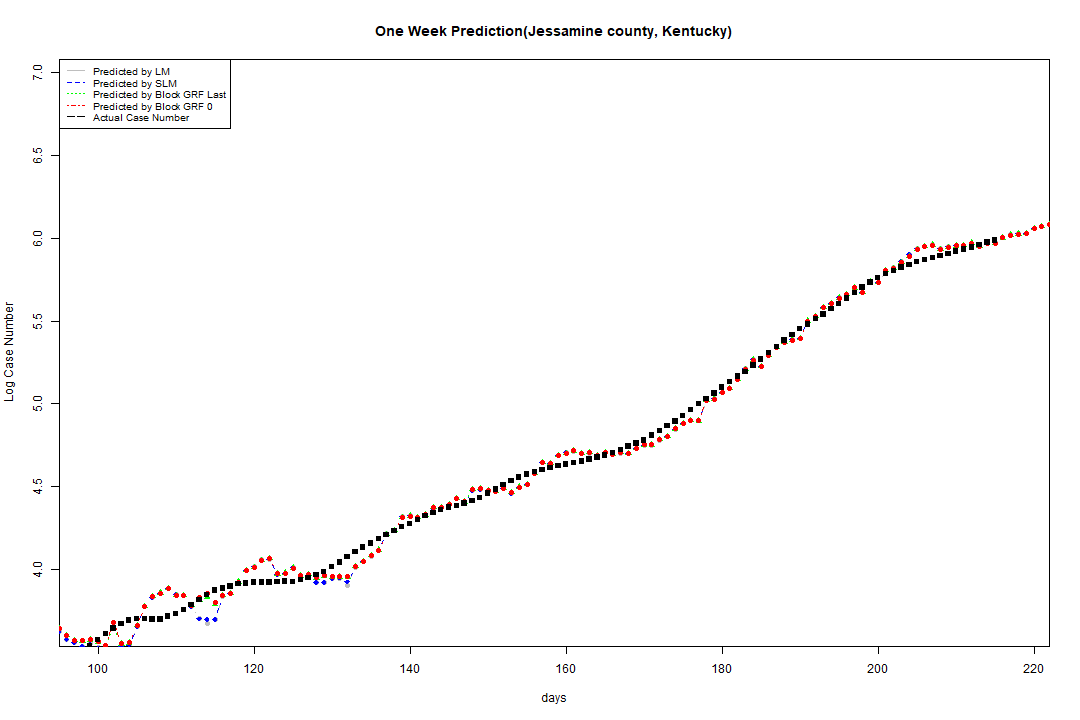 One Week Prediction(Jessamine county, Kentucky)
Predicted by LM
Predicted by SLM
Predicted by Block GRF Last
Predicted by Block GRF 0
Actual Case Number
7.0
6.5
6.0
5.5
5.0
4.5
4.0
Log Case Number
100 120 140 160 180 200 220
days